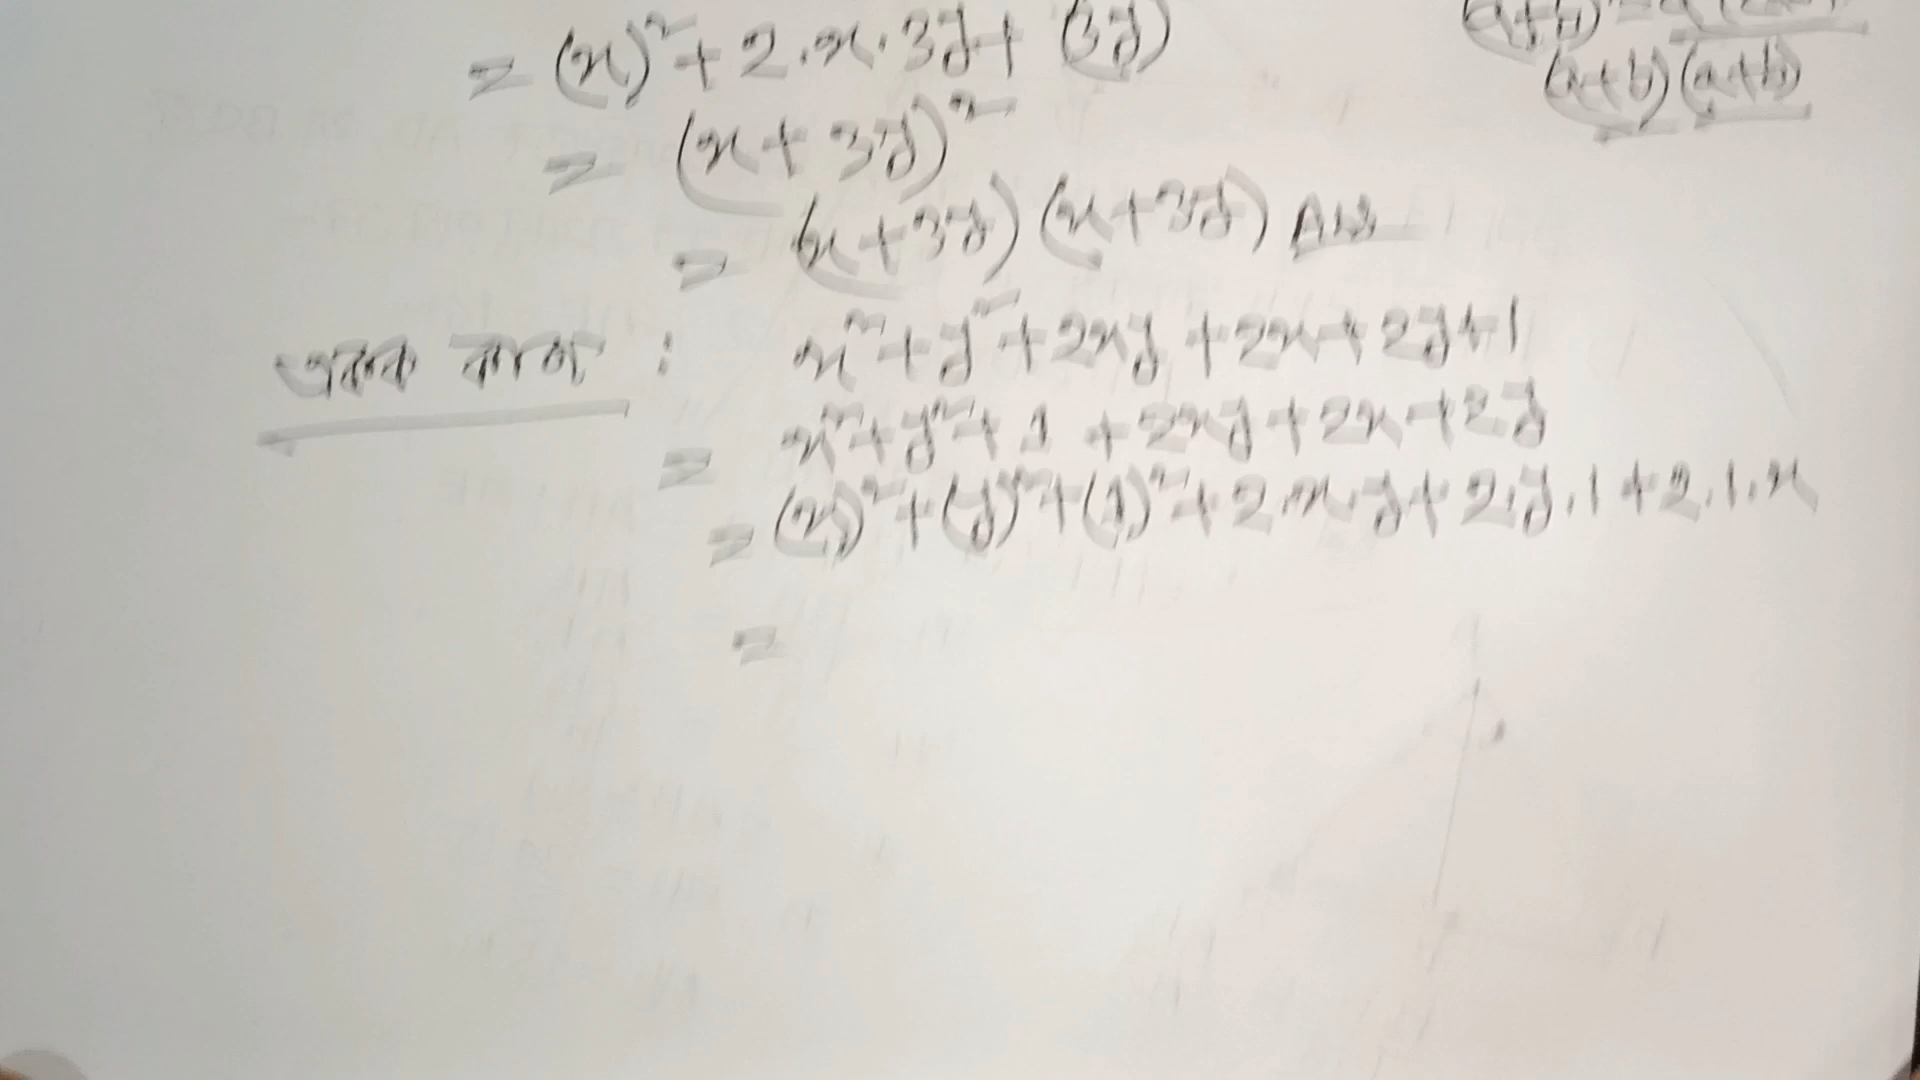 = (x)² + 2.x.3y + (3y)
(a+b)² =
(a+b)(a+b)
= (x+3y)²
= (x+3y)(x+3y) Ans
একক কাজ : x²+y²+2xy+2x+2y+1
= x²+y²+1+2xy+2x+2y
= (x)²+(y)²+(1)²+2.x.y+2.y.1+2.1.x
=